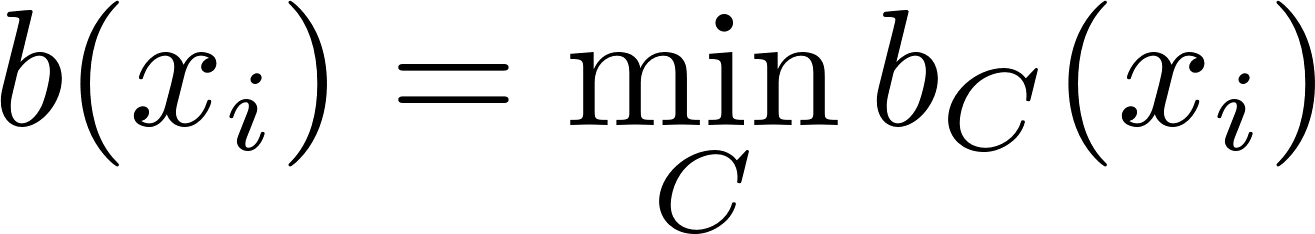 b(x_i) = \min_C b_C(x_i)